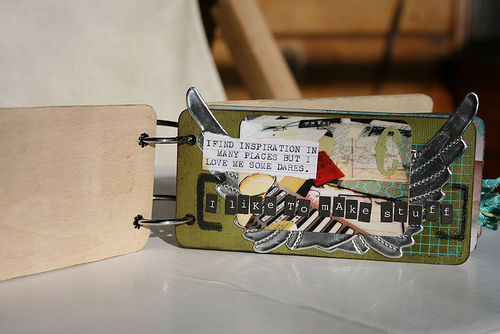 I FIND INSPIRATION IN
MANY PLACES BUT I
LOVE ME SOME DARES.
I liKe To mAke stuff